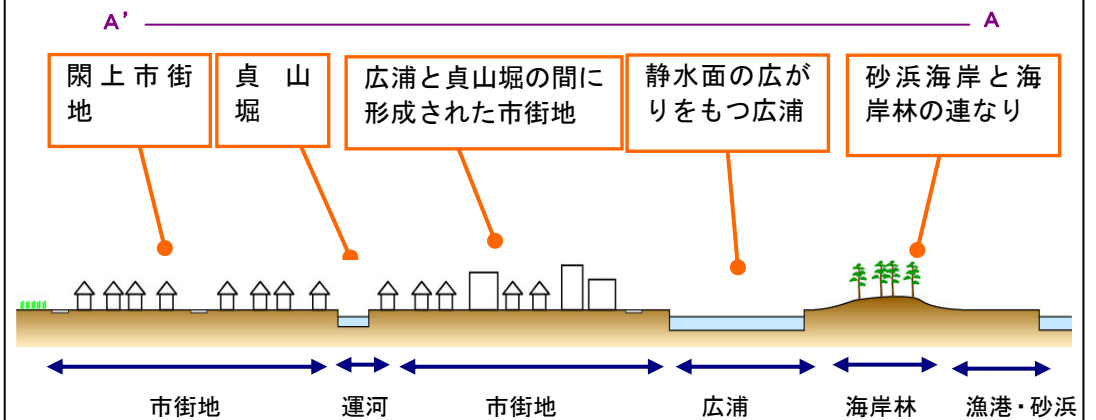 A’ A
閖上市街
地
貞山
堀
広浦と貞山堀の間に
形成された市街地
静水面の広が
りをもつ広浦
砂浜海岸と海
岸林の連なり
市街地 運河 市街地 広浦 海岸林 漁港・砂浜